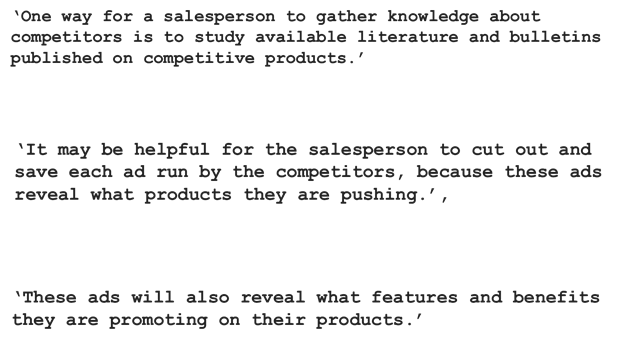 ‘One way for a salesperson to gather knowledge about
competitors is to study available literature and bulletins
published on competitive products.’
‘It may be helpful for the salesperson to cut out and
save each ad run by the competitors, because these ads
reveal what products they are pushing.’,
‘These ads will also reveal what features and benefits
they are promoting on their products.’